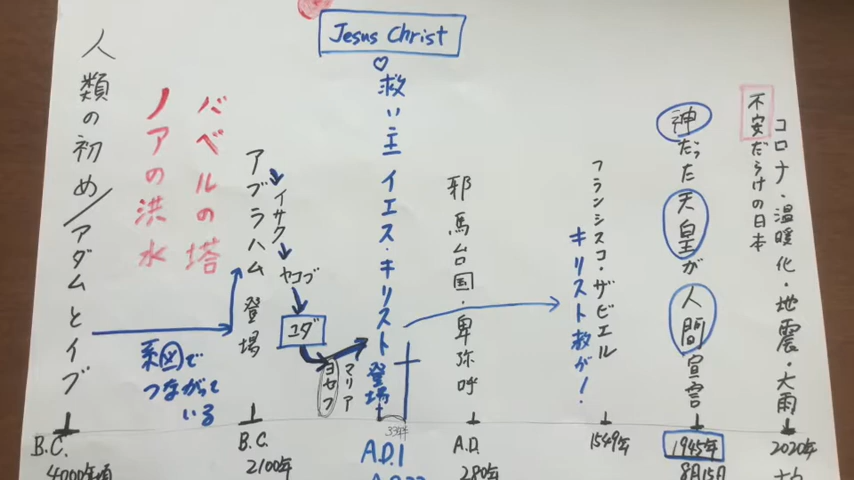 Jesus Christ
人類の初め/アダムとイブ
ノアの洪水
バベルの塔
系図で
つながって
いる
アブラハム 登場
イサク
ヤコブ
ユダ
ヨセフ
マリア
救い主 イエス・キリスト登場
33年
邪馬台国・卑弥呼
フランシスコ・ザビエル
キリスト教が!
神だった天皇が人間宣言
不安だらけの日本
コロナ・温暖化・地震・大雨
B.C.
4000年頃
B.C.
2100年
A.D.1
A.D.
280年
1549年
1945年
8月15日
2020年